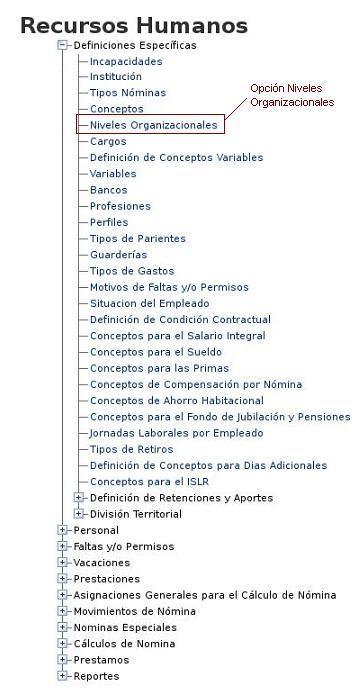 Recursos Humanos
Definiciones Específicas
Incapacidades
Institución
Tipos Nóminas
Conceptos
Opción Niveles
Organizacionales
Niveles Organizacionales
Cargos
Definición de Conceptos Variables
Variables
Bancos
Profesiones
Perfiles
Tipos de Parientes
Guarderías
Tipos de Gastos
Motivos de Faltas y/o Permisos
Situacion del Empleado
Definición de Condición Contractual
Conceptos para el Salario Integral
Conceptos para el Sueldo
Conceptos para las Primas
Conceptos de Compensación por Nómina
Conceptos de Ahorro Habitacional
Conceptos para el Fondo de Jubilación y Pensiones
Jornadas Laborales por Empleado
Tipos de Retiros
Definición de Conceptos para Dias Adicionales
Conceptos para el ISLR
Definición de Retenciones y Aportes
División Territorial
Personal
Faltas y/o Permisos
Vacaciones
Prestaciones
Asignaciones Generales para el Cálculo de Nómina
Movimientos de Nómina
Nominas Especiales
Cálculos de Nomina
Prestamos
Reportes